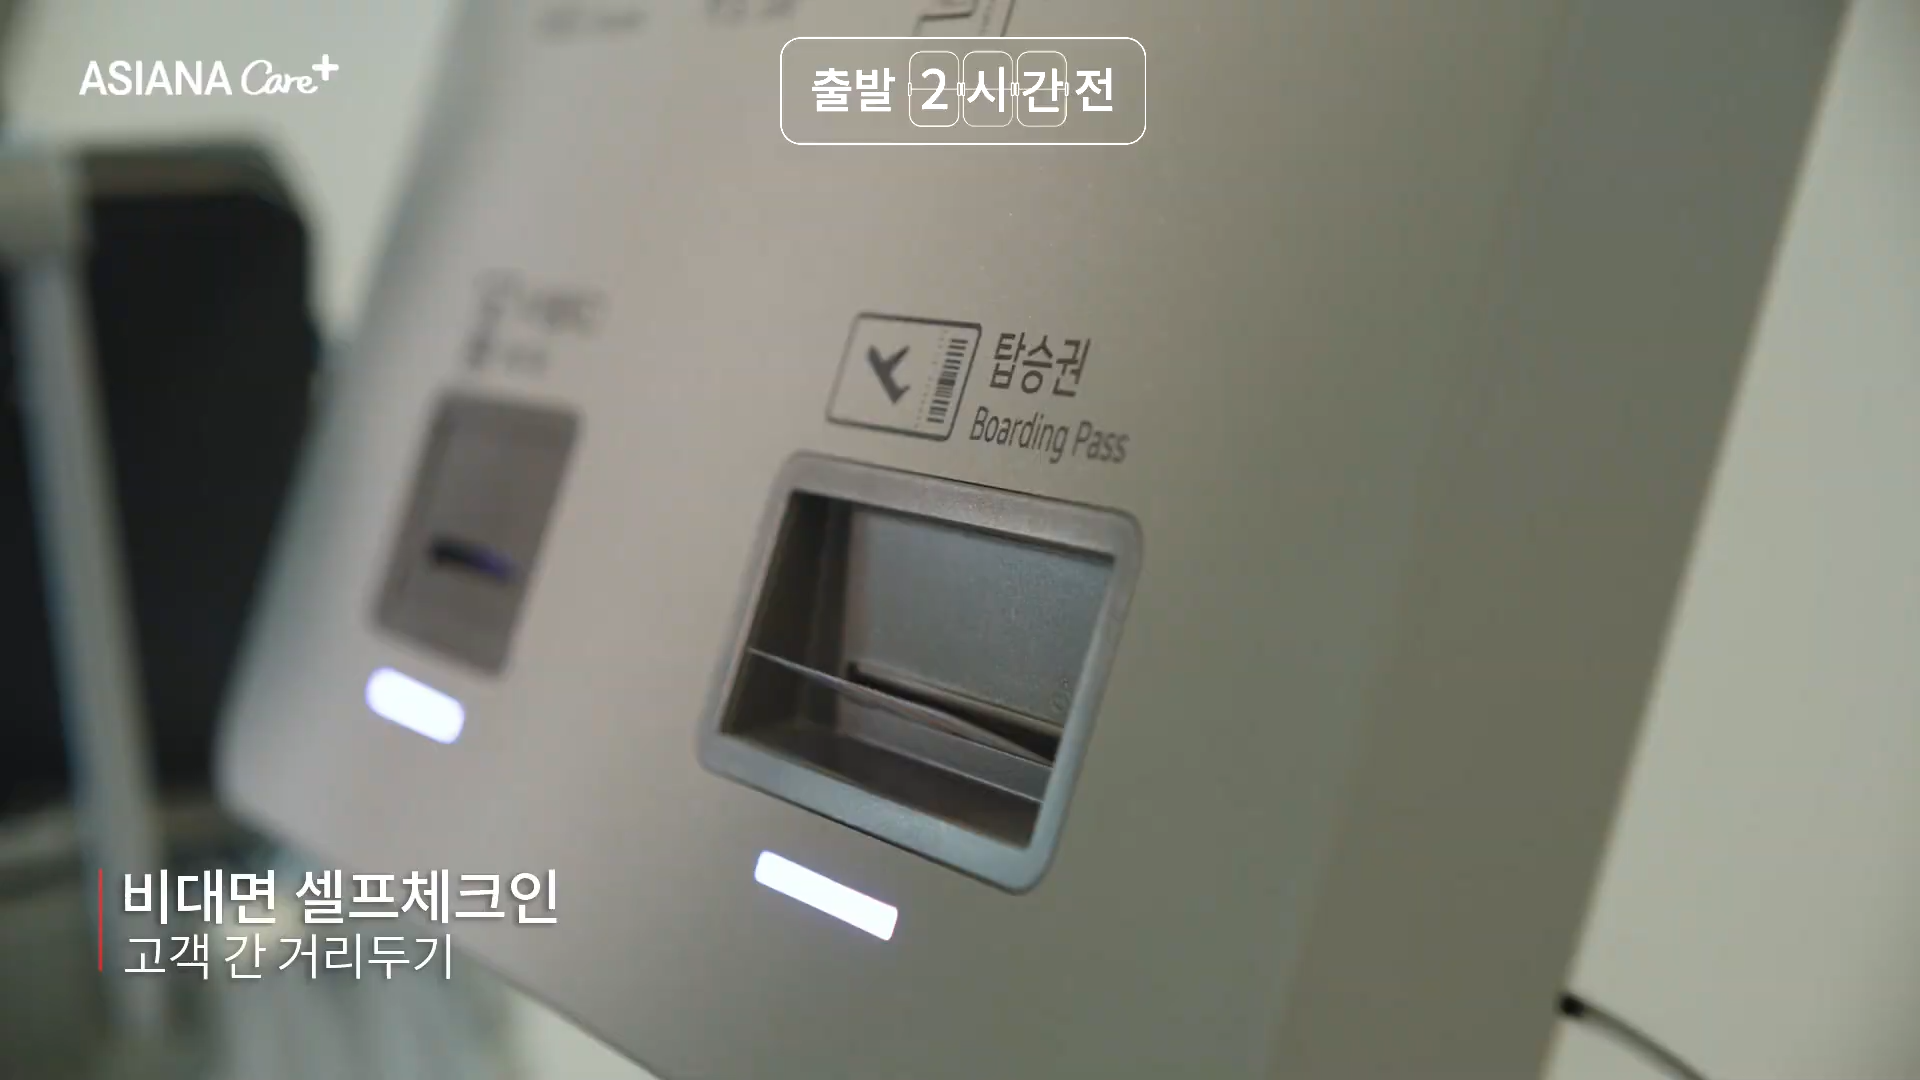 ASIANA Care+
출발 2시간전
탑승권
Boarding Pass
비대면 셀프체크인
고객 간 거리두기